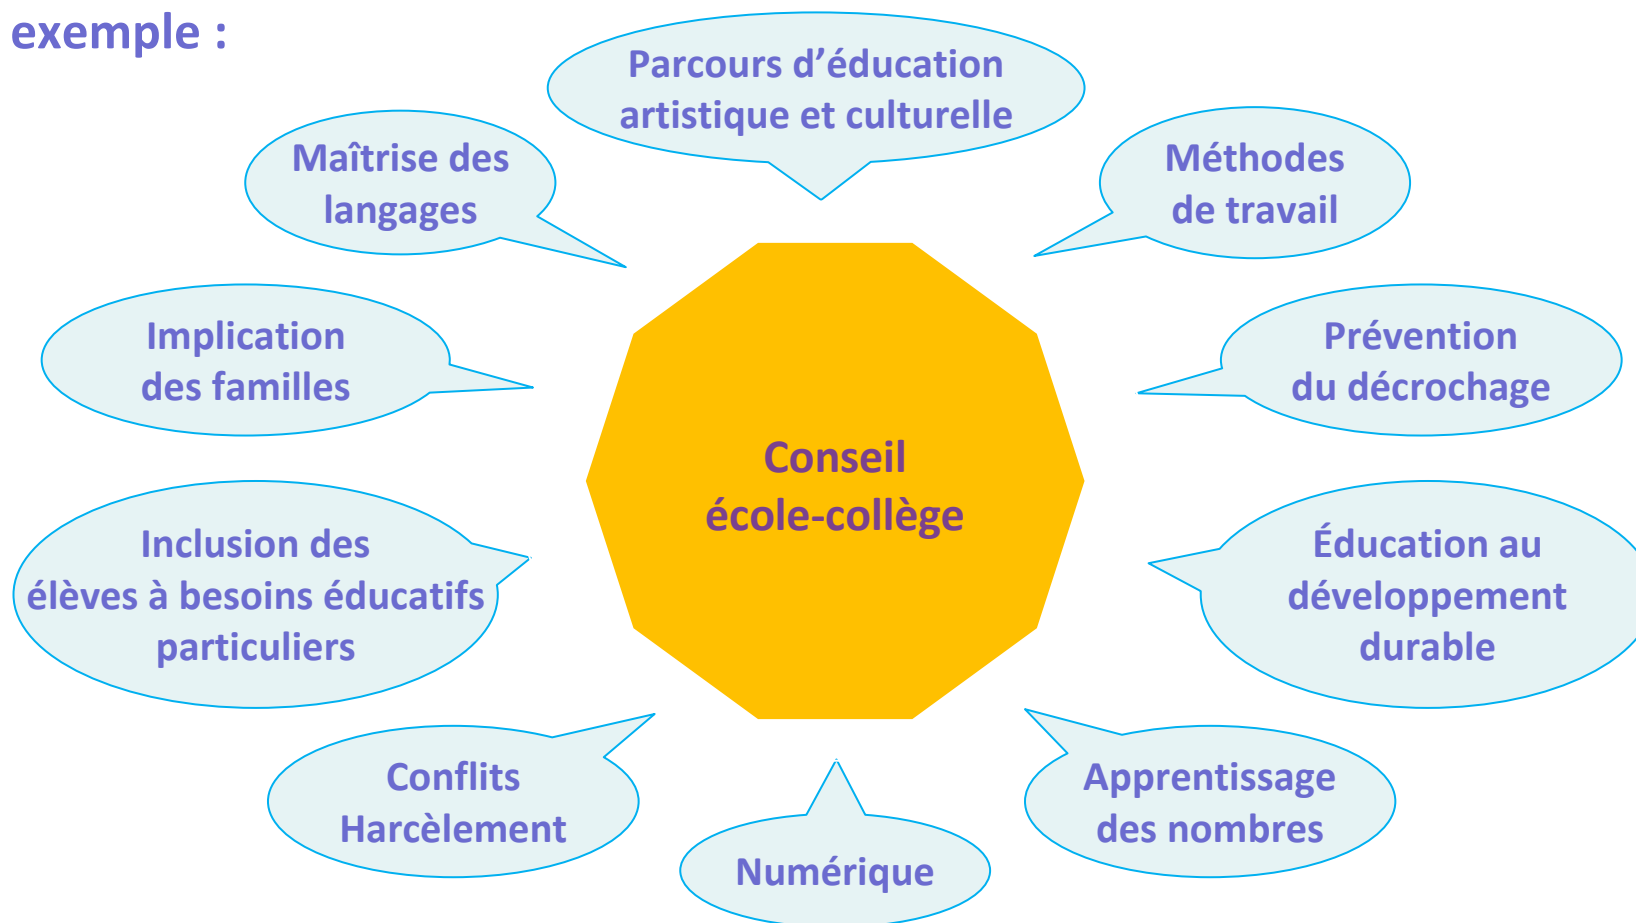 exemple :
Parcours d’éducation
artistique et culturelle
Maîtrise des
langages
Méthodes
de travail
Implication
des familles
Prévention
du décrochage
Conseil
école-collège
Inclusion des
élèves à besoins éducatifs
particuliers
Éducation au
développement
durable
Conflits
Harcèlement
Apprentissage
des nombres
Numérique